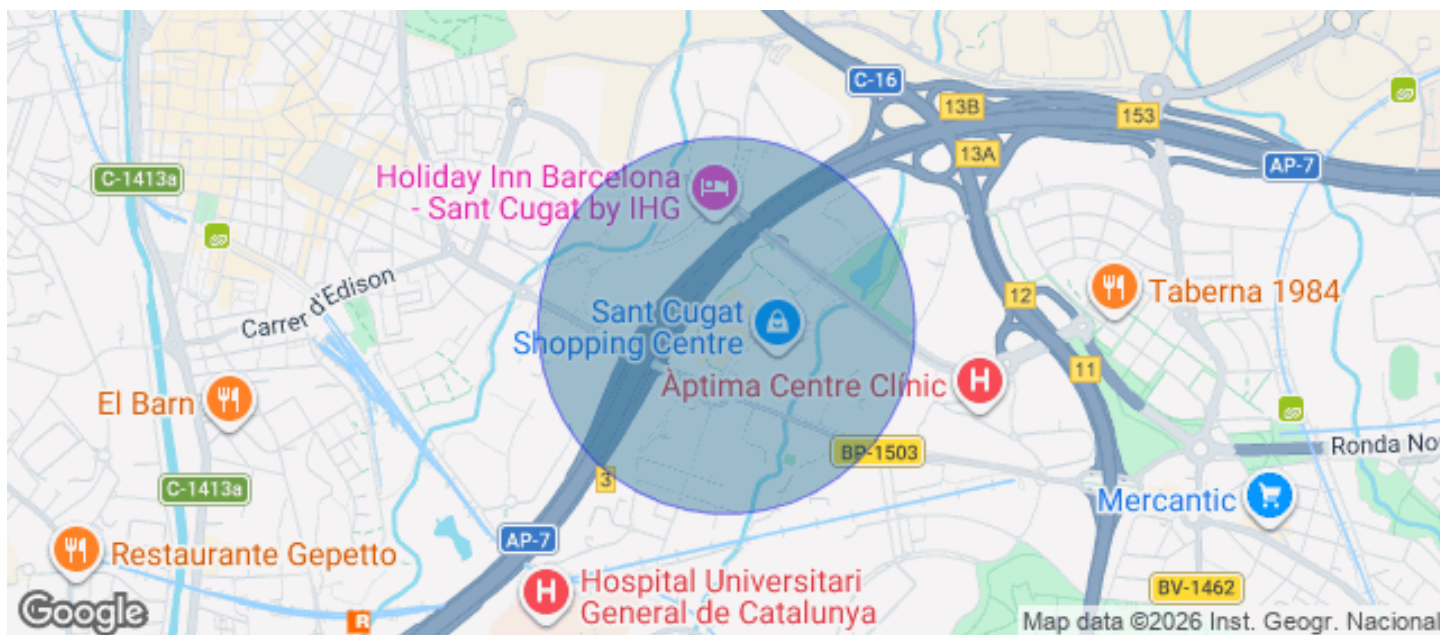 C-16
13B
153
13A
AP-7
C-1413a
Holiday Inn Barcelona
- Sant Cugat by IHG
Carrer d'Edison
12
Taberna 1984
Sant Cugat
Shopping Centre
11
Àptima Centre Clínic
El Barn
BP-1503
Ronda Nou
3
C-1413a
Mercantic
AP-7
Restaurante Gepetto
Hospital Universitari
General de Catalunya
BV-1462
R
Google
Map data ©2026 Inst. Geogr. Nacional